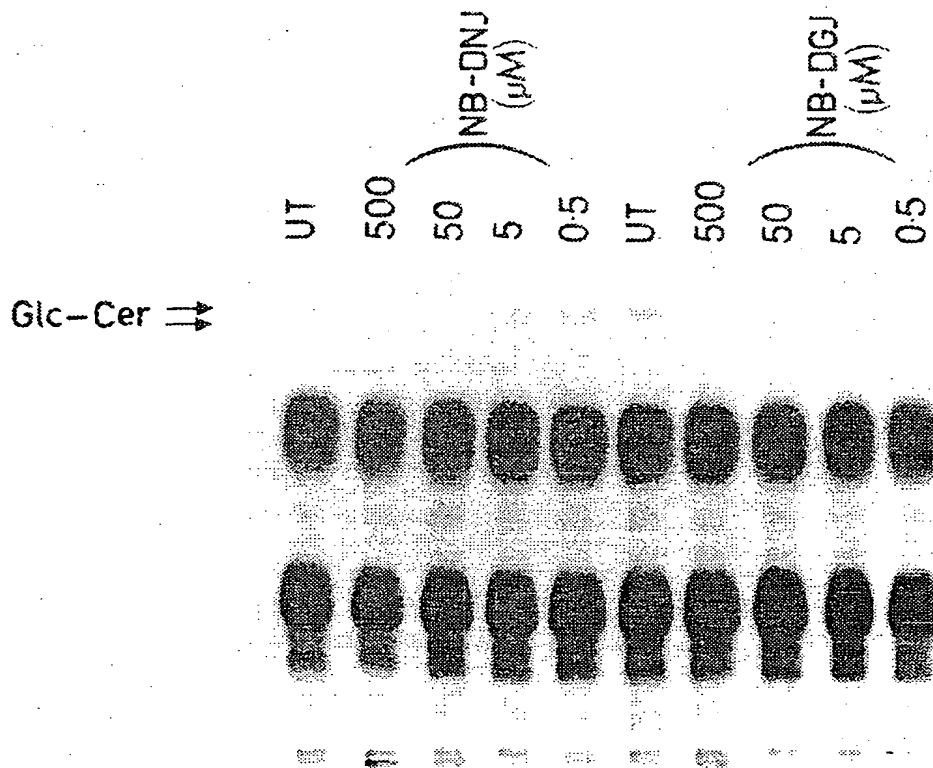 NB-DNJ
(µM)
NB-DGJ
(µM)
UT 500 50 5 0·5 UT 500 50 5 0·5
Glc-Cer